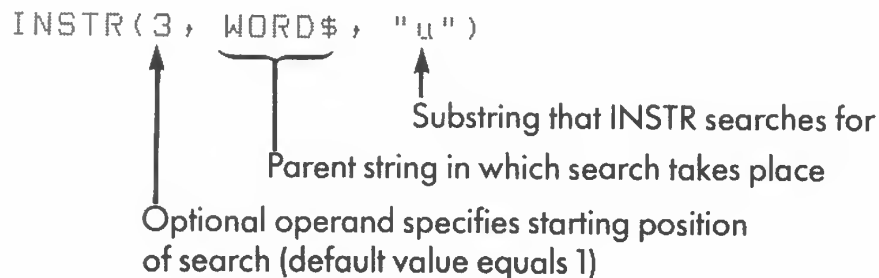 INSTR(3, WORD$, "u")
Substring that INSTR searches for
Parent string in which search takes place
Optional operand specifies starting position
of search (default value equals 1)